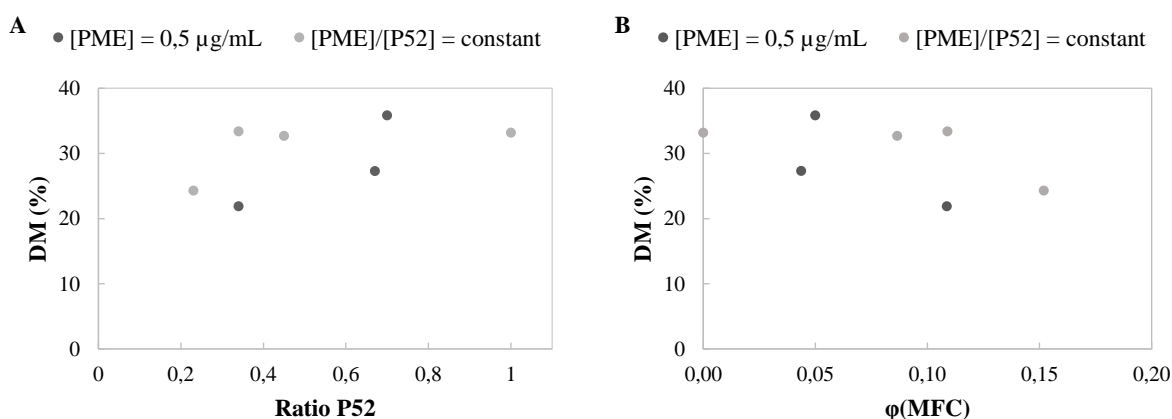 A
[PME] = 0,5 µg/mL [PME]/[P52] = constant
DM (%)
40
30
20
10
0
0 0,2 0,4 0,6 0,8 1
Ratio P52
B
[PME] = 0,5 µg/mL [PME]/[P52] = constant
DM (%)
40
30
20
10
0
0,00 0,05 0,10 0,15 0,20
φ(MFC)